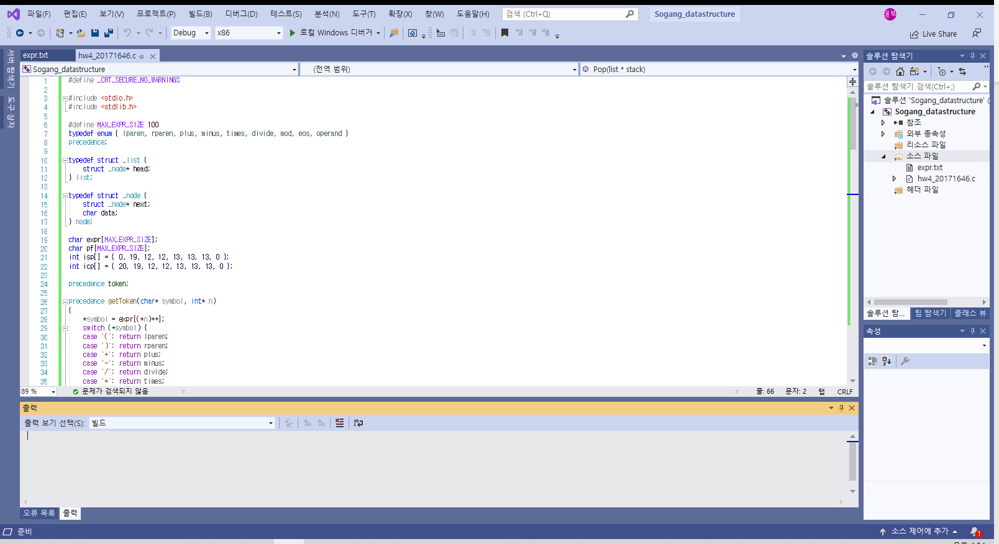 파일(F) 편집(E) 보기(V) 프로젝트(P) 빌드(B) 디버그(D) 테스트(S) 분석(N) 도구(T) 확장(X) 창(W) 도움말(H) 검색 (Ctrl+Q) Sogang_datastructure
Debug x86 로컬 Windows 디버거 Live Share
서버 탐색기
도구 상자
expr.txt hw4_20171646.c
Sogang_datastructure (전역 범위) Pop(list * stack)
1 #define _CRT_SECURE_NO_WARNINGS
2
3 #include <stdio.h>
4 #include <stdlib.h>
5
6 #define MAX_EXPR_SIZE 100
7 typedef enum { lparen, rparen, plus, minus, times, divide, mod, eos, operand }
8 precedence;
9
10 typedef struct _list {
11 struct _node* head;
12 } list;
13
14 typedef struct _node {
15 struct _node* next;
16 char data;
17 } node;
18
19 char expr[MAX_EXPR_SIZE];
20 char pf[MAX_EXPR_SIZE];
21 int isp[] = { 0, 19, 12, 12, 13, 13, 13, 0 };
22 int icp[] = { 20, 19, 12, 12, 13, 13, 13, 0 };
23
24 precedence token;
25
26 precedence getToken(char* symbol, int* n)
27 {
28 *symbol = expr[(*n)++];
29 switch (*symbol) {
30 case '(': return lparen;
31 case ')': return rparen;
32 case '+': return plus;
33 case '-': return minus;
34 case '/': return divide;
35 case '*': return times;
89 % 문제가 검색되지 않음 줄: 66 문자: 2 탭 CRLF
출력
출력 보기 선택(S): 빌드
오류 목록 출력
솔루션 탐색기
솔루션 탐색기 검색(Ctrl+;)
솔루션 'Sogang_datastructure' (
Sogang_datastructure
참조
외부 종속성
리소스 파일
소스 파일
expr.txt
hw4_20171646.c
헤더 파일
솔루션 탐... 팀 탐색기 클래스 뷰
속성
준비 소스 제어에 추가 1